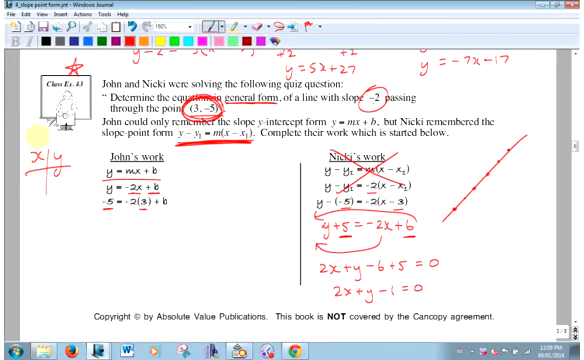 4_slope point form.jnt - Windows Journal
File Edit View Insert Actions Tools Help
+2 +2
y = 5x+27
y = -7x-17
Class Ex. #3
John and Nicki were solving the following quiz question:
" Determine the equation in general form, of a line with slope -2 passing
through the point (3, -5)
John could only remember the slope y-intercept form y = mx + b, but Nicki remembered the
slope-point form y - y₁ = m(x - x₁). Complete their work which is started below.
x y
John's work
y = mx + b
y = -2x + b
-5 = -2(3) + b
Nicki's work
y - y₁ = m(x - x₁)
y - y₁ = -2(x - x₁)
y - (-5) = -2(x - 3)
y + 5 = -2x + 6
2x + y - 6 + 5 = 0
2x + y - 1 = 0
Copyright © by Absolute Value Publications. This book is NOT covered by the Cancopy agreement.
12:09 PM